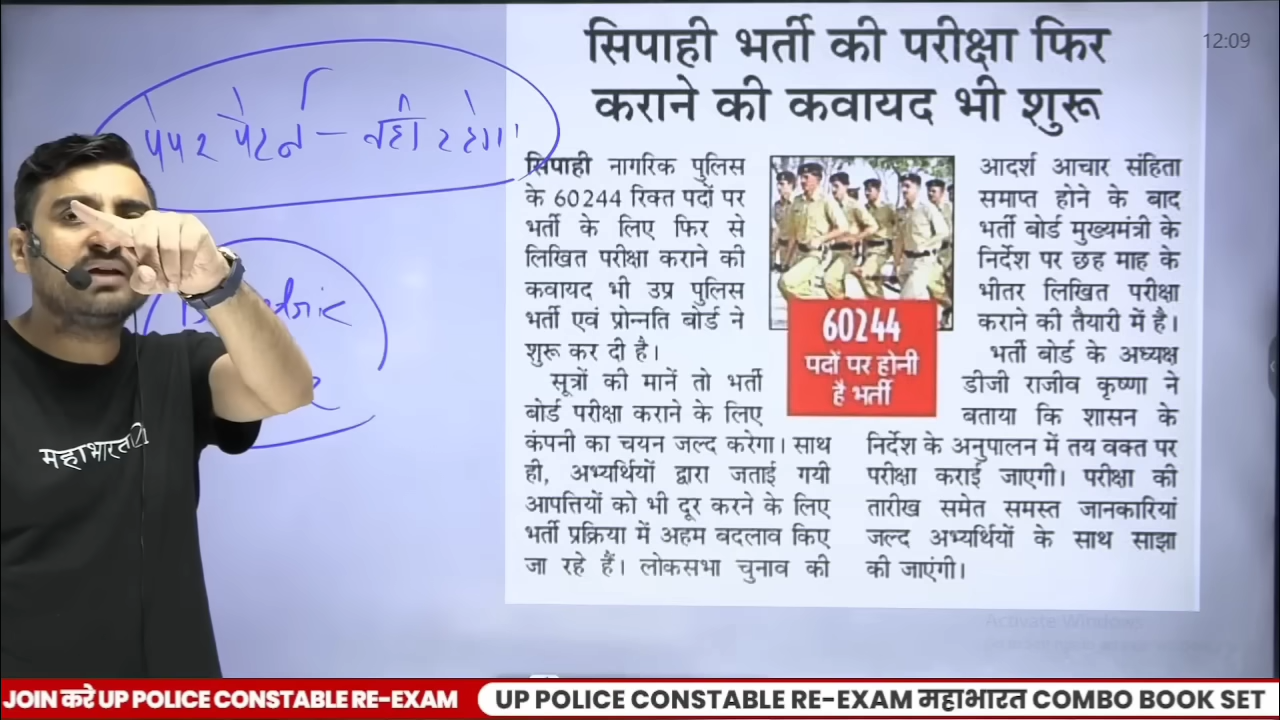 सिपाही भर्ती की परीक्षा फिर
कराने की कवायद भी शुरू
12:09
पेपर पैटर्न – नहीं रहेगा
सिपाही नागरिक पुलिस
के 60244 रिक्त पदों पर
भर्ती के लिए फिर से
लिखित परीक्षा कराने की
कवायद भी उप्र पुलिस
भर्ती एवं प्रोन्नति बोर्ड ने
शुरू कर दी है।
सूत्रों की मानें तो भर्ती
बोर्ड परीक्षा कराने के लिए
कंपनी का चयन जल्द करेगा। साथ
ही, अभ्यर्थियों द्वारा जताई गयी
आपत्तियों को भी दूर करने के लिए
भर्ती प्रक्रिया में अहम बदलाव किए
जा रहे हैं। लोकसभा चुनाव की
60244
पदों पर होनी
है भर्ती
आदर्श आचार संहिता
समाप्त होने के बाद
भर्ती बोर्ड मुख्यमंत्री के
निर्देश पर छह माह के
भीतर लिखित परीक्षा
कराने की तैयारी में है।
भर्ती बोर्ड के अध्यक्ष
डीजी राजीव कृष्णा ने
बताया कि शासन के
निर्देश के अनुपालन में तय वक्त पर
परीक्षा कराई जाएगी। परीक्षा की
तारीख समेत समस्त जानकारियां
जल्द अभ्यर्थियों के साथ साझा
की जाएंगी।
महाभारत
Activate Windows
JOIN करे UP POLICE CONSTABLE RE-EXAM
UP POLICE CONSTABLE RE-EXAM महाभारत COMBO BOOK SET